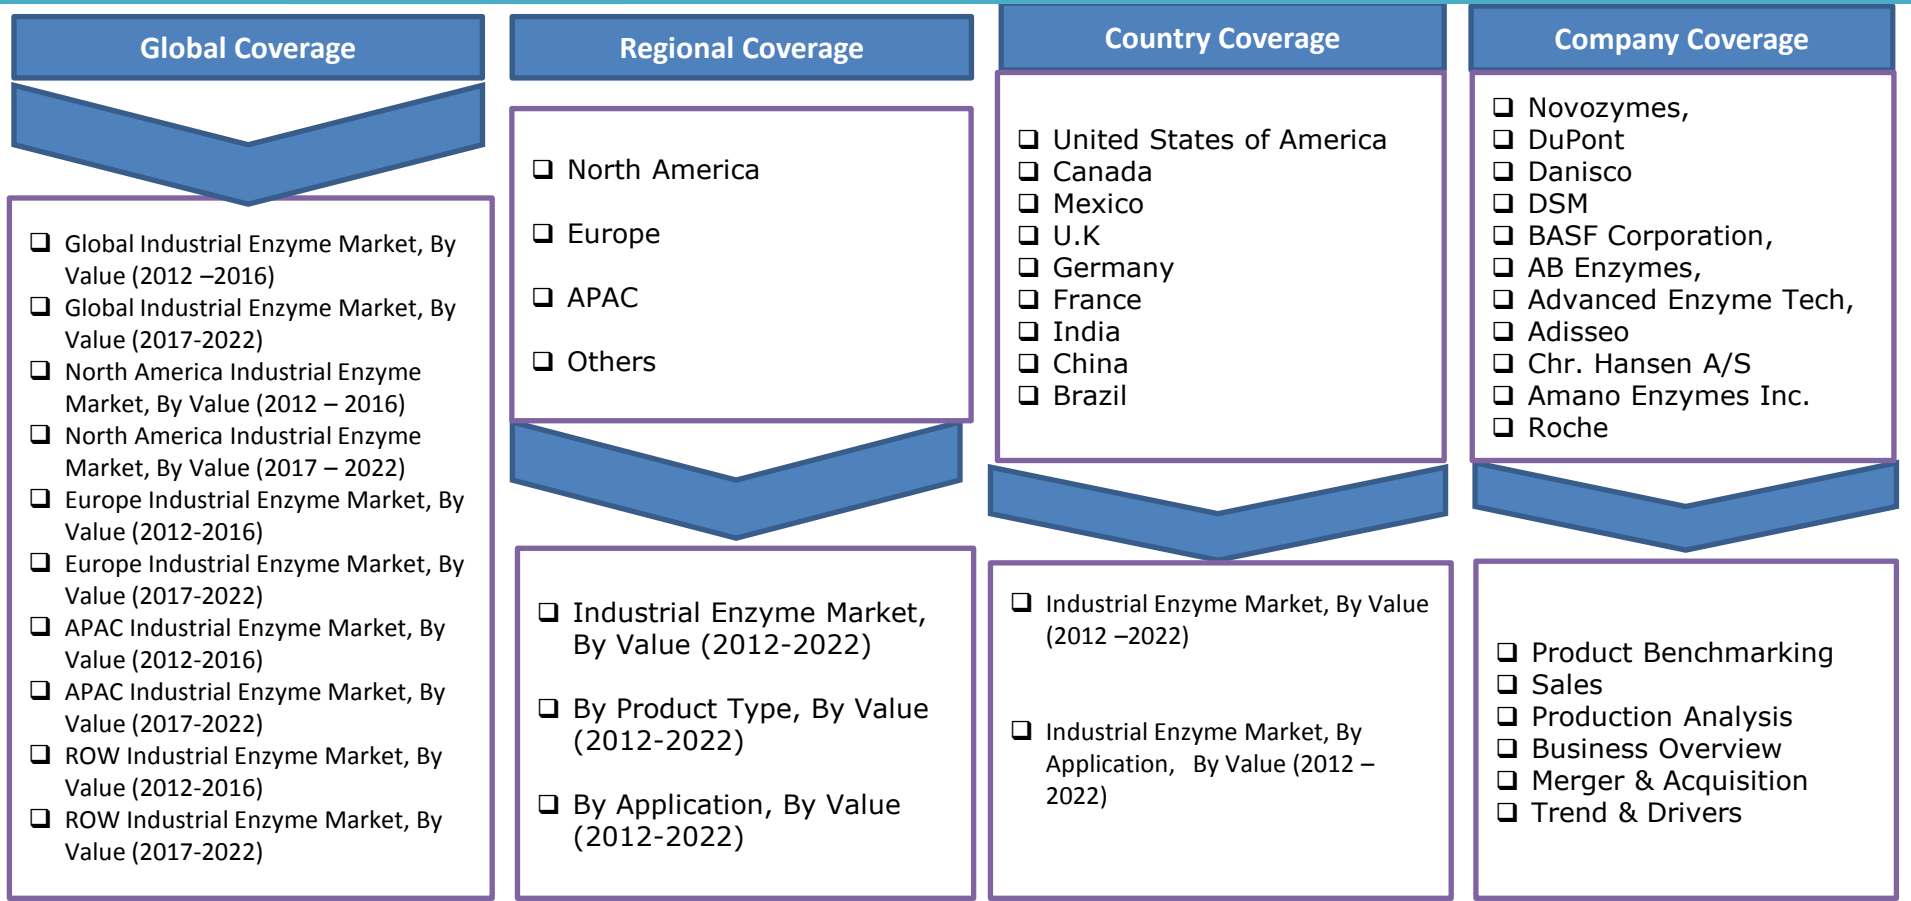 Global Coverage
❑ Global Industrial Enzyme Market, By
Value (2012 –2016)
❑ Global Industrial Enzyme Market, By
Value (2017-2022)
❑ North America Industrial Enzyme
Market, By Value (2012 – 2016)
❑ North America Industrial Enzyme
Market, By Value (2017 – 2022)
❑ Europe Industrial Enzyme Market, By
Value (2012-2016)
❑ Europe Industrial Enzyme Market, By
Value (2017-2022)
❑ APAC Industrial Enzyme Market, By
Value (2012-2016)
❑ APAC Industrial Enzyme Market, By
Value (2017-2022)
❑ ROW Industrial Enzyme Market, By
Value (2012-2016)
❑ ROW Industrial Enzyme Market, By
Value (2017-2022)
Regional Coverage
❑ North America
❑ Europe
❑ APAC
❑ Others
❑ Industrial Enzyme Market,
By Value (2012-2022)
❑ By Product Type, By Value
(2012-2022)
❑ By Application, By Value
(2012-2022)
Country Coverage
❑ United States of America
❑ Canada
❑ Mexico
❑ U.K
❑ Germany
❑ France
❑ India
❑ China
❑ Brazil
❑ Industrial Enzyme Market, By Value
(2012 –2022)
❑ Industrial Enzyme Market, By
Application, By Value (2012 –
2022)
Company Coverage
❑ Novozymes,
❑ DuPont
❑ Danisco
❑ DSM
❑ BASF Corporation,
❑ AB Enzymes,
❑ Advanced Enzyme Tech,
❑ Adisseo
❑ Chr. Hansen A/S
❑ Amano Enzymes Inc.
❑ Roche
❑ Product Benchmarking
❑ Sales
❑ Production Analysis
❑ Business Overview
❑ Merger & Acquisition
❑ Trend & Drivers